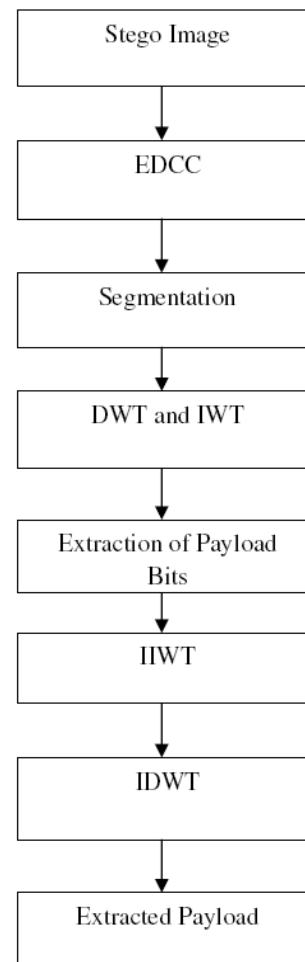 Stego Image
EDCC
Segmentation
DWT and IWT
Extraction of Payload
Bits
IIWT
IDWT
Extracted Payload